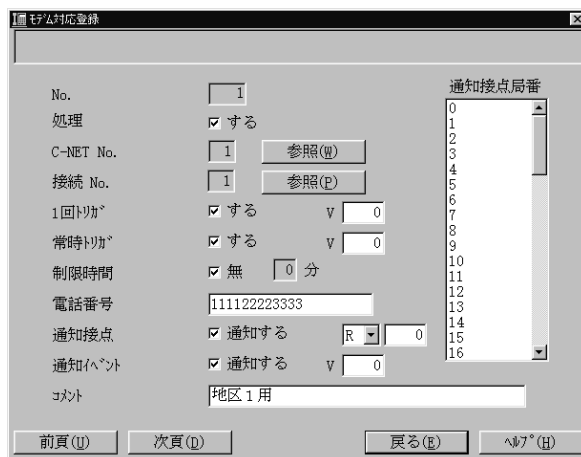 モデム対応登録
No. 1
処理 する
C-NET No. 1 参照(W)
接続 No. 1 参照(P)
1回トリガ する V 0
常時トリガ する V 0
制限時間 無 0 分
電話番号 111122223333
通知接点 通知する R 0
通知イベント 通知する V 0
コメント 地区1用
通知接点局番
0
1
2
3
4
5
6
7
8
9
10
11
12
13
14
15
16
前頁(U) 次頁(D) 戻る(E) ヘルプ(H)